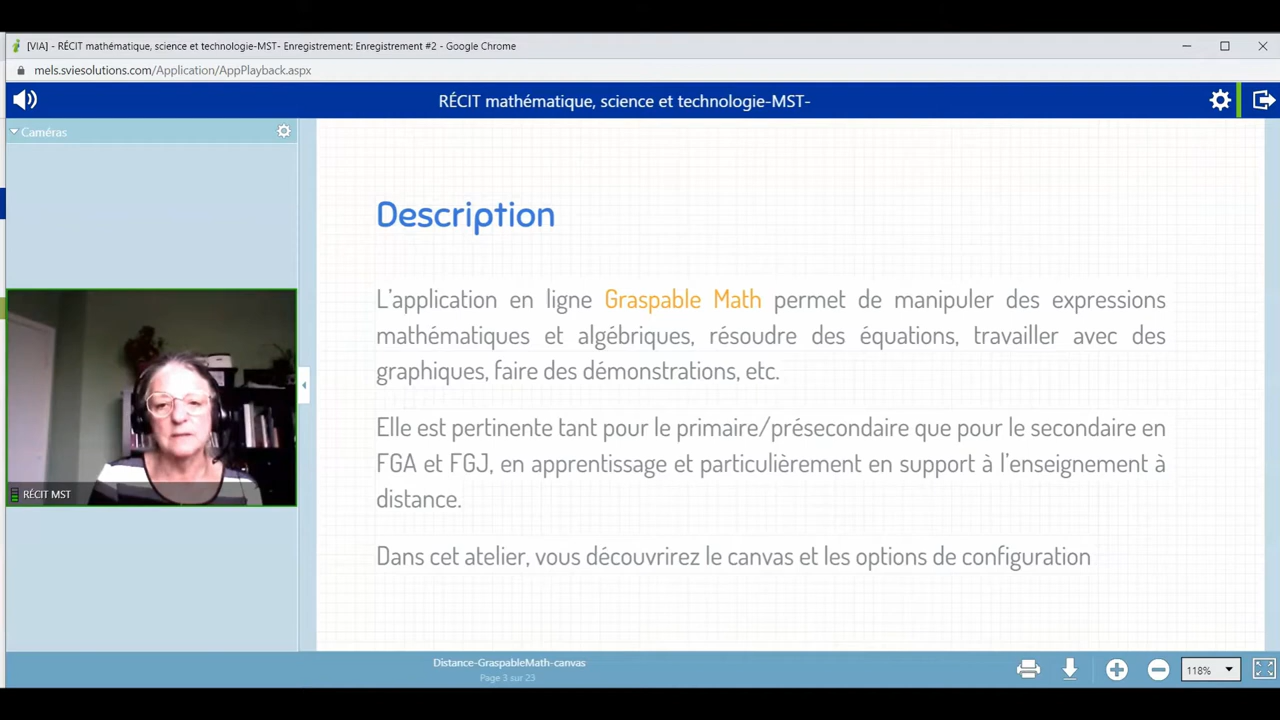 [VIA] - RÉCIT mathématique, science et technologie-MST- Enregistrement: Enregistrement #2 - Google Chrome
mels.sviesolutions.com/Application/AppPlayback.aspx
RÉCIT mathématique, science et technologie-MST-
Caméras
Description
L'application en ligne Graspable Math permet de manipuler des expressions
mathématiques et algébriques, résoudre des équations, travailler avec des
graphiques, faire des démonstrations, etc.
Elle est pertinente tant pour le primaire/présecondaire que pour le secondaire en
FGA et FGJ, en apprentissage et particulièrement en support à l'enseignement à
distance.
Dans cet atelier, vous découvrirez le canvas et les options de configuration
RÉCIT MST
Distance-GraspableMath-canvas
Page 3 sur 23
118%